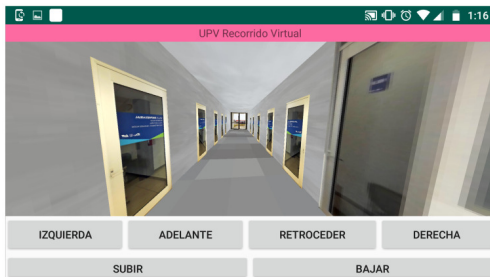 1:16
UPV Recorrido Virtual
IZQUIERDA ADELANTE RETROCEDER DERECHA
SUBIR BAJAR